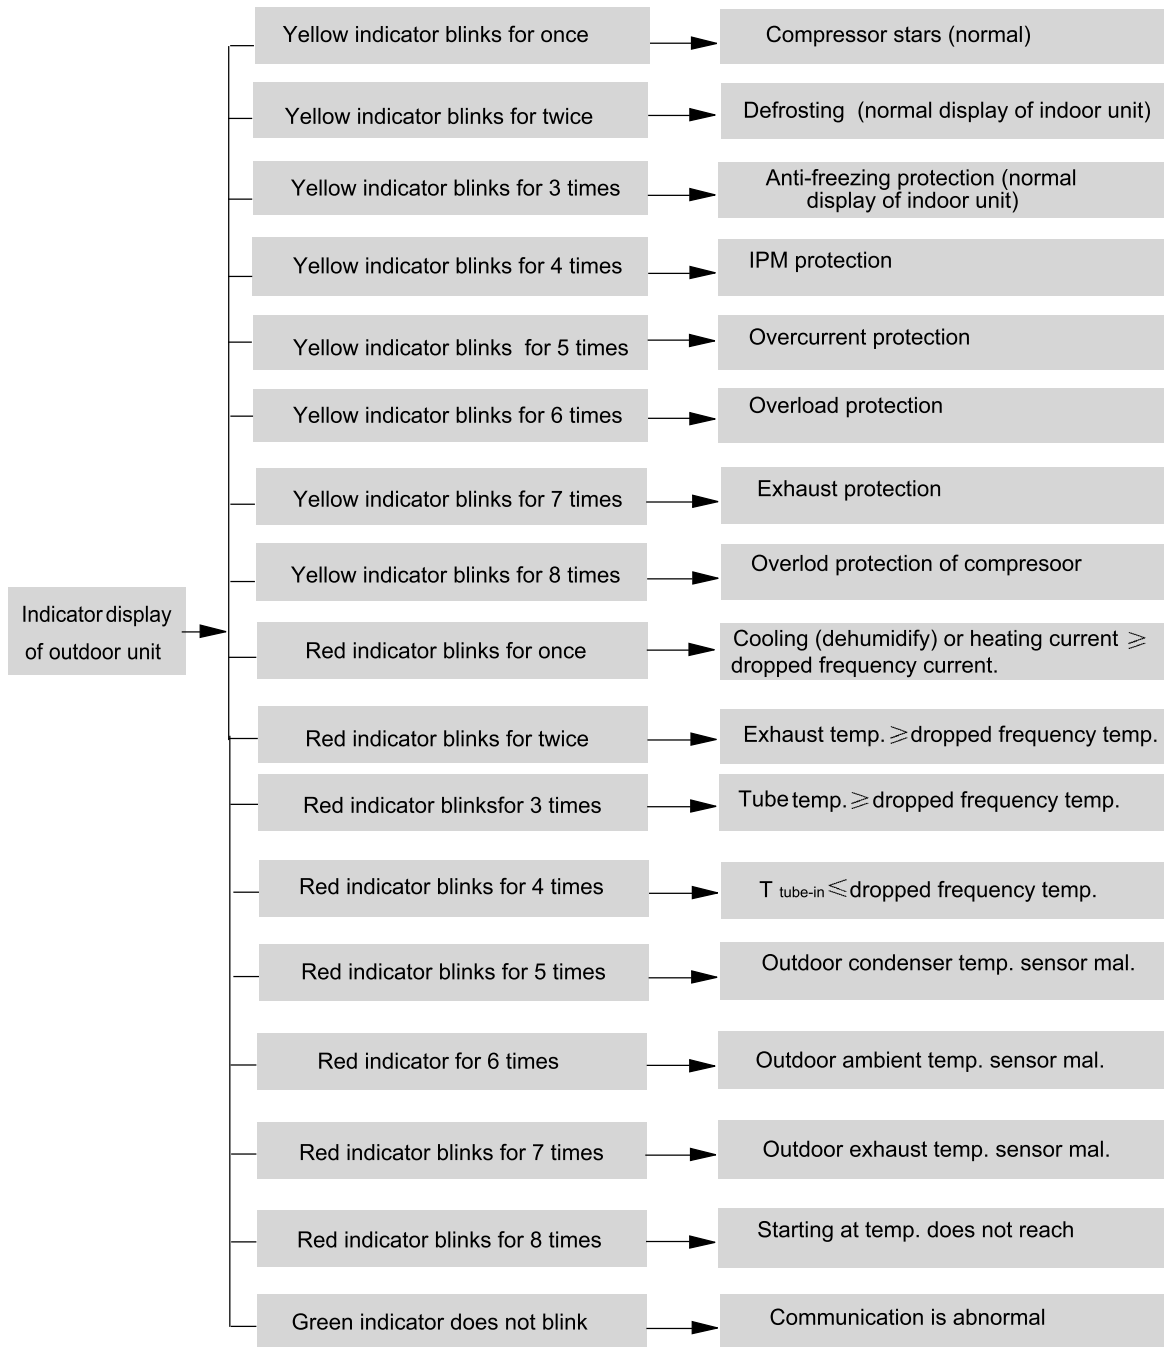 Yellow indicator blinks for once
Compressor stars (normal)
Yellow indicator blinks for twice
Defrosting (normal display of indoor unit)
Yellow indicator blinks for 3 times
Anti-freezing protection (normal
display of indoor unit)
Yellow indicator blinks for 4 times
IPM protection
Yellow indicator blinks for 5 times
Overcurrent protection
Yellow indicator blinks for 6 times
Overload protection
Yellow indicator blinks for 7 times
Exhaust protection
Yellow indicator blinks for 8 times
Overlod protection of compresoor
Indicator display
of outdoor unit
Red indicator blinks for once
Cooling (dehumidify) or heating current ≥
dropped frequency current.
Red indicator blinks for twice
Exhaust temp. ≥dropped frequency temp.
Red indicator blinksfor 3 times
Tube temp. ≥dropped frequency temp.
Red indicator blinks for 4 times
T tube-in ≤dropped frequency temp.
Red indicator blinks for 5 times
Outdoor condenser temp. sensor mal.
Red indicator for 6 times
Outdoor ambient temp. sensor mal.
Red indicator blinks for 7 times
Outdoor exhaust temp. sensor mal.
Red indicator blinks for 8 times
Starting at temp. does not reach
Green indicator does not blink
Communication is abnormal